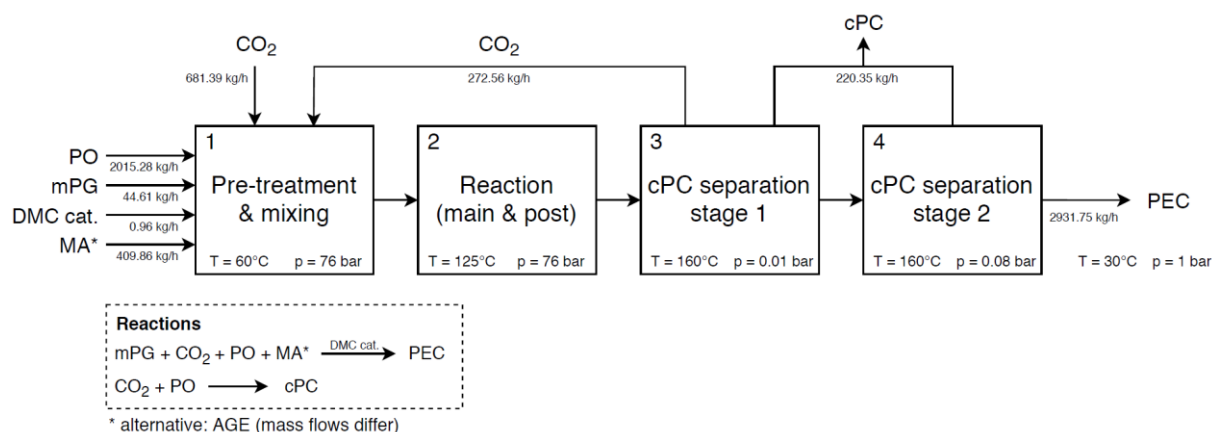 cPC
CO₂
CO₂
681.39 kg/h
272.56 kg/h
220.35 kg/h
PO
2015.28 kg/h
mPG
44.61 kg/h
DMC cat.
0.96 kg/h
MA*
409.86 kg/h
1
Pre-treatment
& mixing
T = 60°C p = 76 bar
2
Reaction
(main & post)
T = 125°C p = 76 bar
3
cPC separation
stage 1
T = 160°C p = 0.01 bar
4
cPC separation
stage 2
T = 160°C p = 0.08 bar
2931.75 kg/h
PEC
T = 30°C p = 1 bar
Reactions
mPG + CO₂ + PO + MA* DMC cat. PEC
CO₂ + PO cPC
* alternative: AGE (mass flows differ)